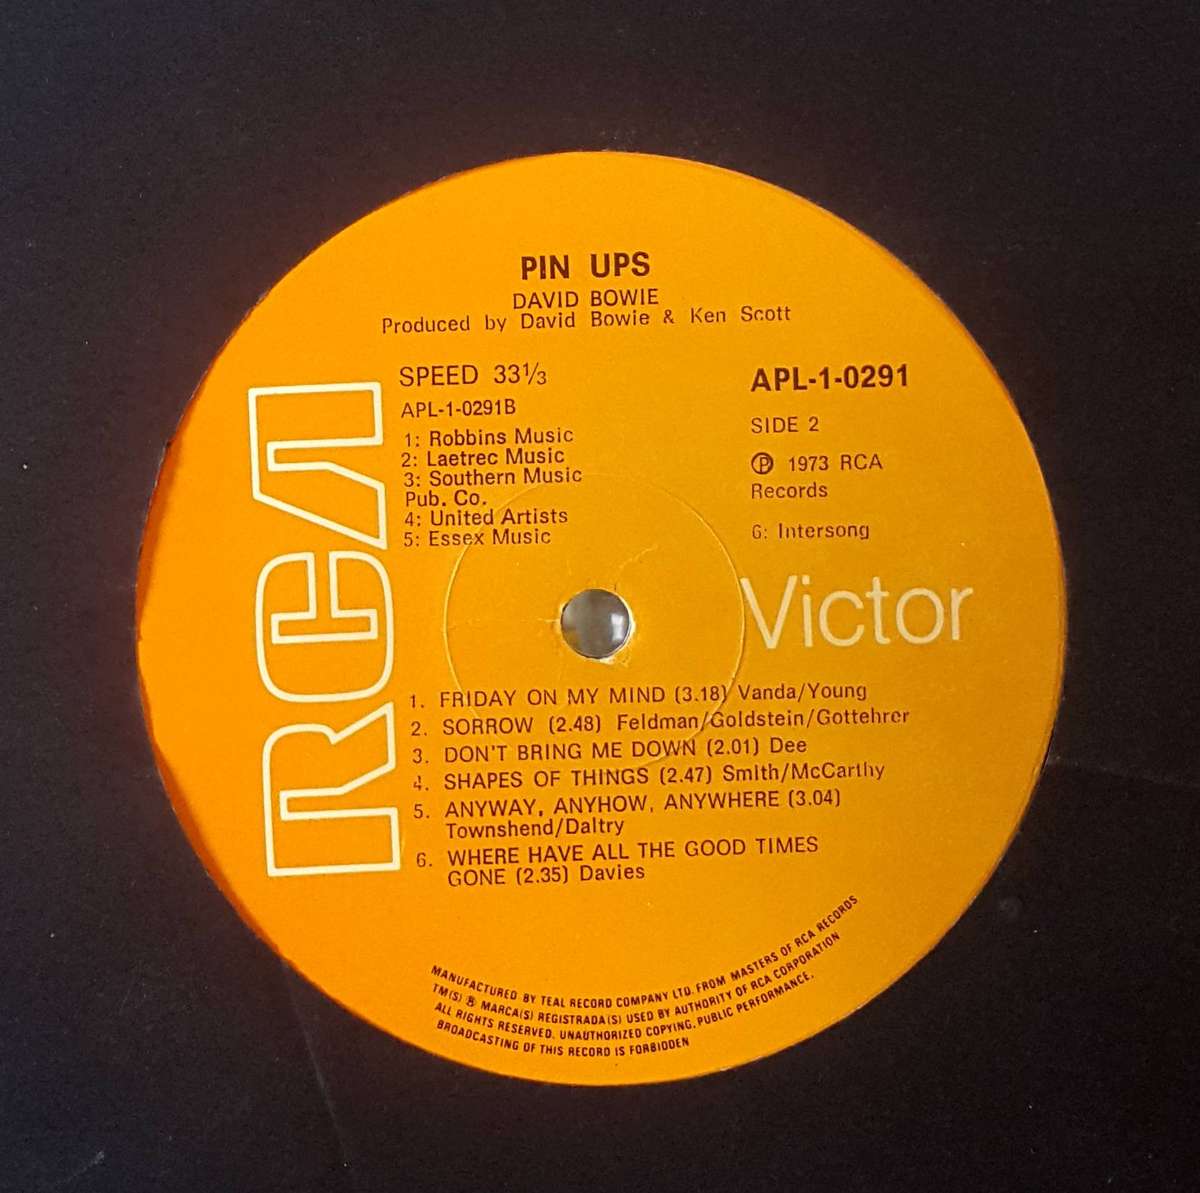 PIN UPS
DAVID BOWIE
Produced by David Bowie & Ken Scott
SPEED 33⅓
APL-1-0291B
1: Robbins Music
2: Laetrec Music
3: Southern Music
Pub. Co.
4: United Artists
5: Essex Music
APL-1-0291
SIDE 2
Ⓟ 1973 RCA
Records
6: Intersong
RCA
Victor
1. FRIDAY ON MY MIND (3.18) Vanda/Young
2. SORROW (2.48) Feldman/Goldstein/Gottehrer
3. DON'T BRING ME DOWN (2.01) Dee
4. SHAPES OF THINGS (2.47) Smith/McCarthy
5. ANYWAY, ANYHOW, ANYWHERE (3.04)
Townshend/Daltry
6. WHERE HAVE ALL THE GOOD TIMES
GONE (2.35) Davies
MANUFACTURED BY TEAL RECORD COMPANY LTD. FROM MASTERS OF RCA RECORDS
TM(S) ® MARCA(S) REGISTRADA(S) USED BY AUTHORITY OF RCA CORPORATION
ALL RIGHTS RESERVED. UNAUTHORIZED COPYING, PUBLIC PERFORMANCE,
BROADCASTING OF THIS RECORD IS FORBIDDEN